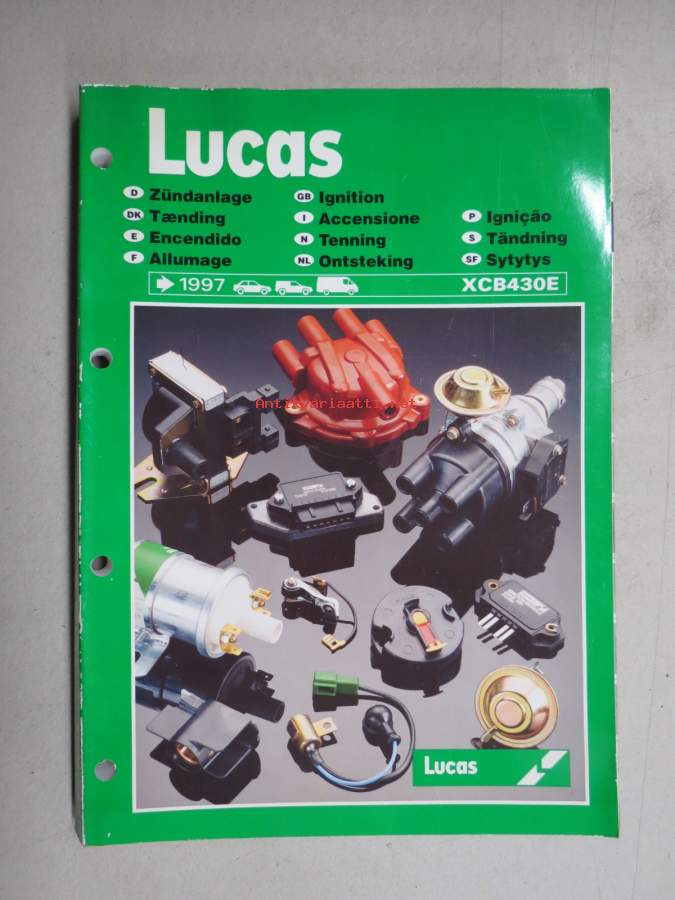 Lucas
D Zündanlage
DK Tænding
E Encendido
F Allumage
GB Ignition
I Accensione
N Tenning
NL Ontsteking
P Ignição
S Tändning
SF Sytytys
1997
XCB430E
Antikvariaatti.net
Lucas